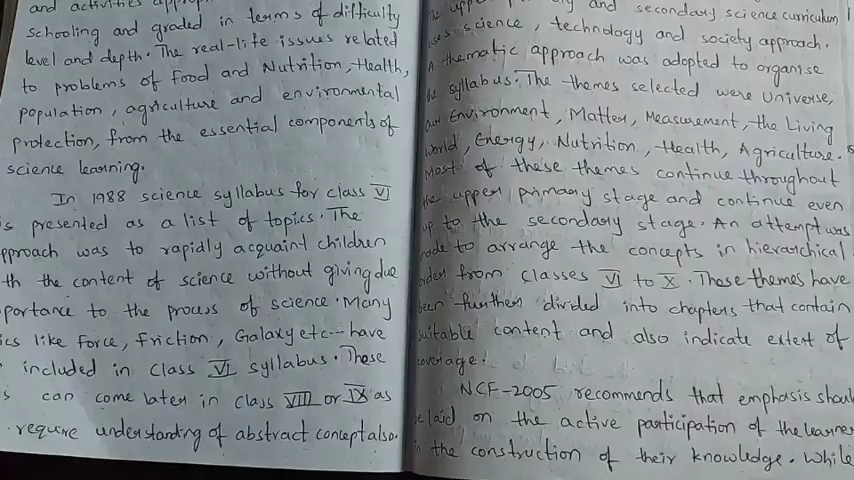 and activities
schooling and graded in terms of difficulty
level and depth. The real-life issues related
to problems of Food and Nutrition, Health,
population, agriculture and environmental
protection, from the essential components of
science learning.
In 1988 science syllabus for class VI
is presented as a list of topics. The
pproach was to rapidly acquaint children
th the content of science without giving due
portance to the process of science. Many
ics like Force, Friction, Galaxy etc-- have
included in class VI syllabus. These
s can come later in class VIII or IX as
require understanding of abstract concept also.
and secondary science curriculum
uses science, technology and society approach.
A thematic approach was adopted to organise
the syllabus. The themes selected were Universe,
our Environment, Matter, Measurement, the Living
world, Energy, Nutrition, Health, Agriculture.
Most of these themes continue throughout
the upper primary stage and continue even
up to the secondary stage. An attempt was
made to arrange the concepts in hierarchical
order from classes VI to X. These themes have
been further divided into chapters that contain
suitable content and also indicate extent of
coverage.
NCF-2005 recommends that emphasis should
be laid on the active participation of the learner
in the construction of their knowledge. While